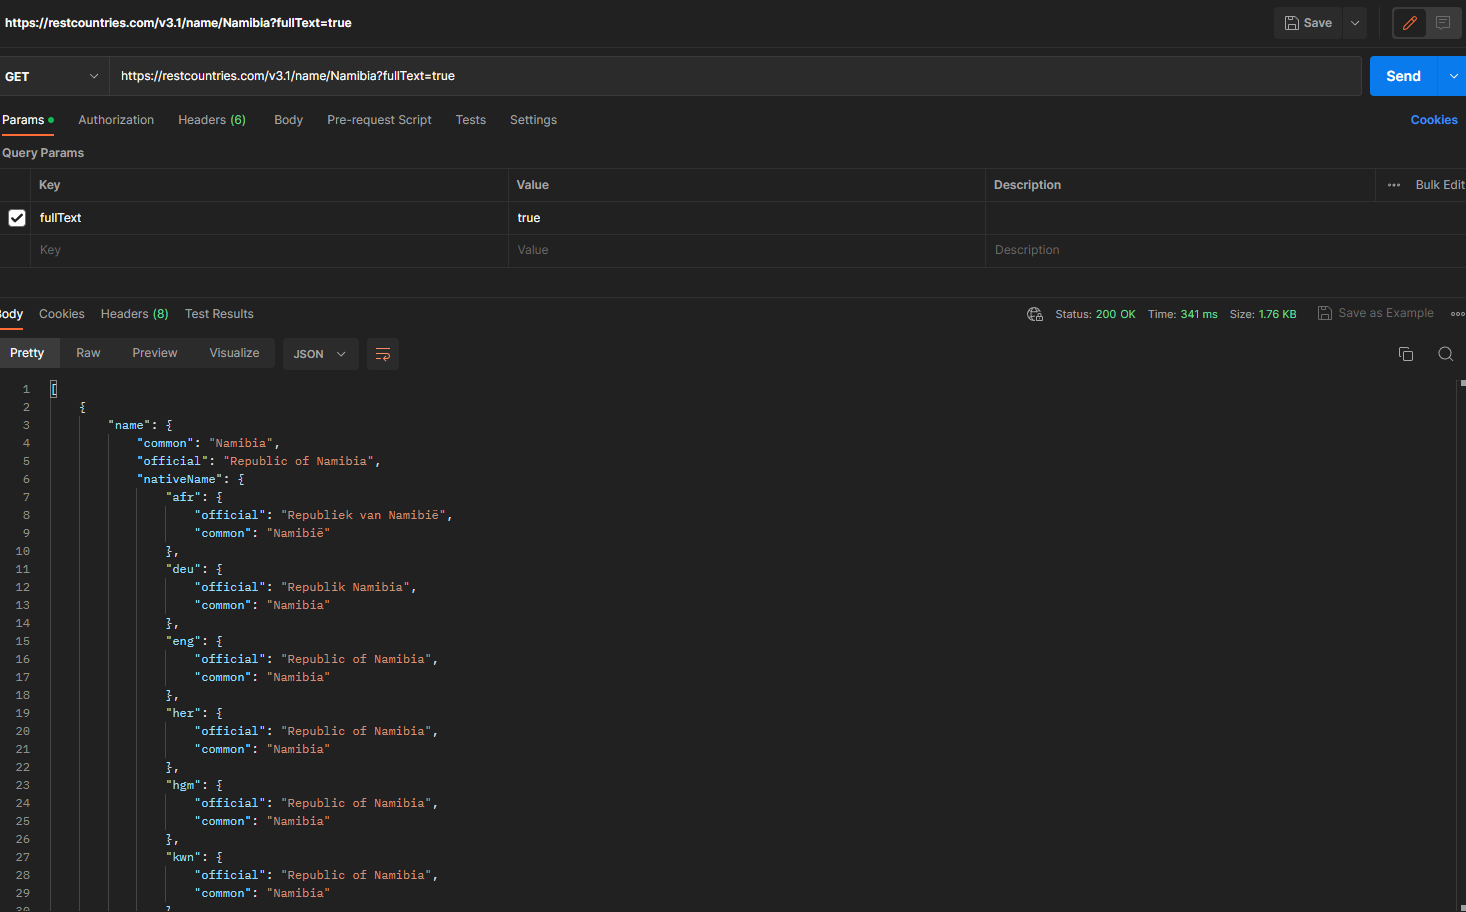 https://restcountries.com/v3.1/name/Namibia?fullText=true
Save
GET https://restcountries.com/v3.1/name/Namibia?fullText=true Send
Params Authorization Headers (6) Body Pre-request Script Tests Settings Cookies
Query Params
Key Value Description Bulk Edit
fullText true
Key Value Description
Body Cookies Headers (8) Test Results Status: 200 OK Time: 341 ms Size: 1.76 KB Save as Example
Pretty Raw Preview Visualize JSON
1 [
2 {
3 "name": {
4 "common": "Namibia",
5 "official": "Republic of Namibia",
6 "nativeName": {
7 "afr": {
8 "official": "Republiek van Namibië",
9 "common": "Namibië"
10 },
11 "deu": {
12 "official": "Republik Namibia",
13 "common": "Namibia"
14 },
15 "eng": {
16 "official": "Republic of Namibia",
17 "common": "Namibia"
18 },
19 "her": {
20 "official": "Republic of Namibia",
21 "common": "Namibia"
22 },
23 "hgm": {
24 "official": "Republic of Namibia",
25 "common": "Namibia"
26 },
27 "kwn": {
28 "official": "Republic of Namibia",
29 "common": "Namibia"
30 }